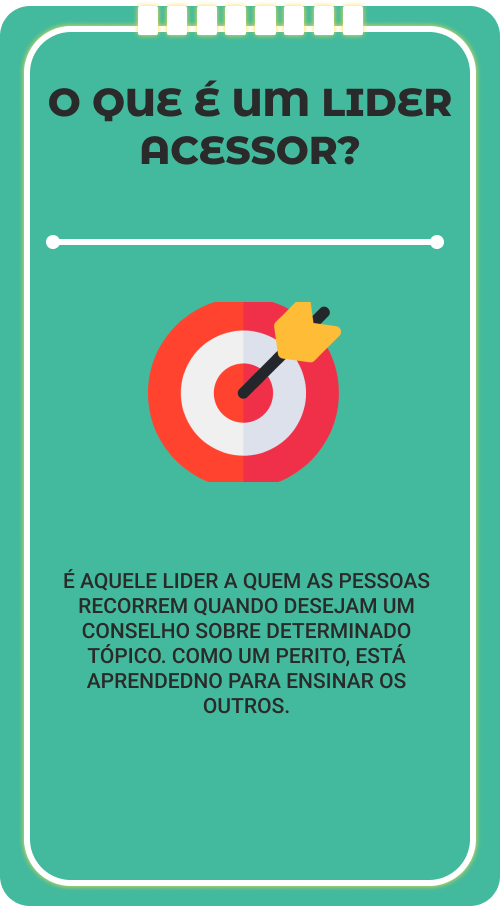 O QUE É UM LIDER
ACESSOR?
É AQUELE LIDER A QUEM AS PESSOAS
RECORREM QUANDO DESEJAM UM
CONSELHO SOBRE DETERMINADO
TÓPICO. COMO UM PERITO, ESTÁ
APRENDEDNO PARA ENSINAR OS
OUTROS.